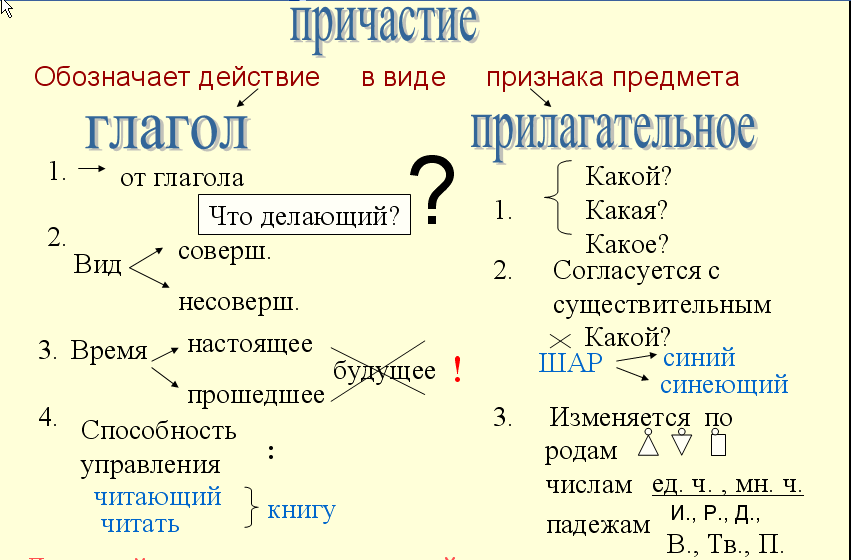 причастие
Обозначает действие в виде признака предмета
глагол
прилагательное
1. от глагола
Что делающий? ?
2.
Вид
соверш.
несоверш.
3. Время
настоящее
прошедшее
будущее !
4.
Способность
управления :
читающий
читать
книгу
1.
Какой?
Какая?
Какое?
2. Согласуется с
существительным
Какой?
ШАР
синий
синеющий
3. Изменяется по
родам
числам ед. ч. , мн. ч.
падежам И., Р., Д.,
В., Тв., П.